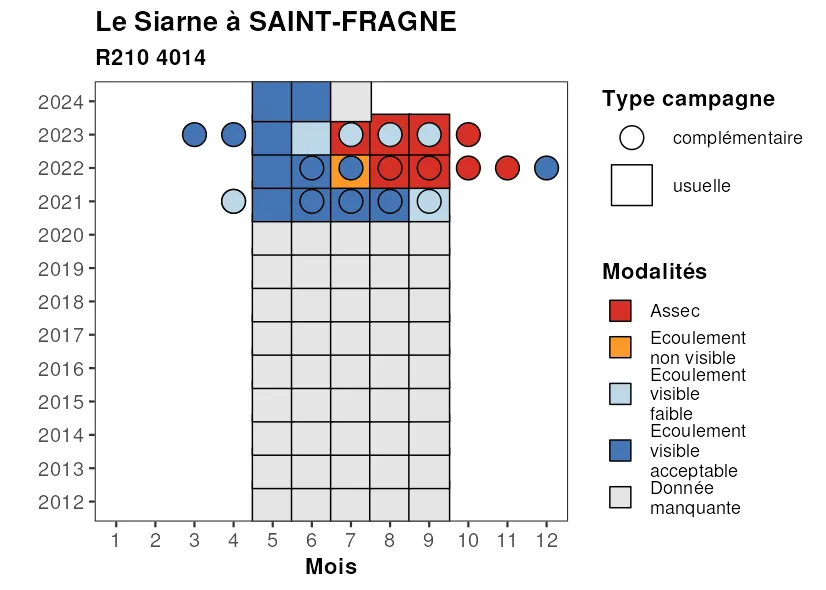 Le Siarne à SAINT-FRAGNE
R210 4014
2024
2023
2022
2021
2020
2019
2018
2017
2016
2015
2014
2013
2012
1 2 3 4 5 6 7 8 9 10 11 12
Mois
Type campagne
complémentaire
usuelle
Modalités
Assec
Ecoulement
non visible
Ecoulement
visible
faible
Ecoulement
visible
acceptable
Donnée
manquante